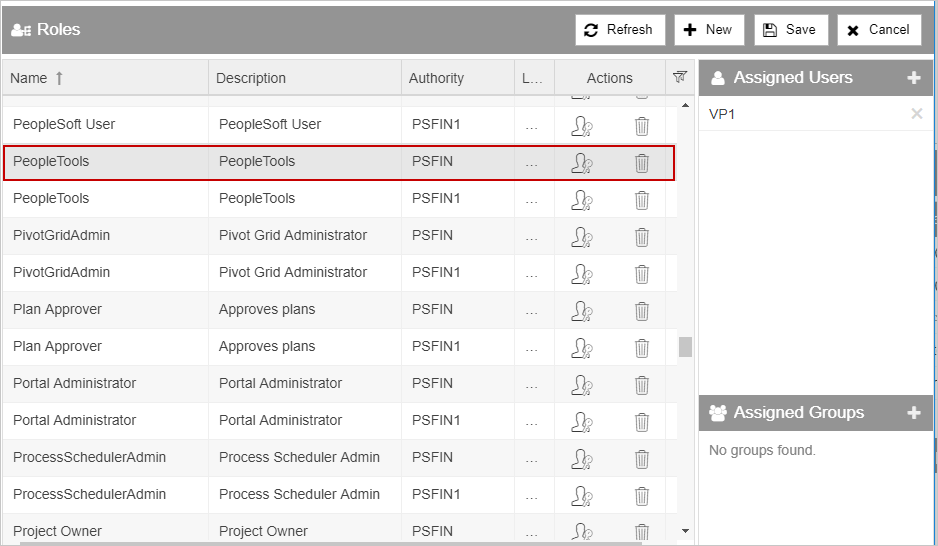 Roles
Refresh New Save Cancel
Name Description Authority L... Actions
PeopleSoft User PeopleSoft User PSFIN1 ...
PeopleTools PeopleTools PSFIN ...
PeopleTools PeopleTools PSFIN1 ...
PivotGridAdmin Pivot Grid Administrator PSFIN ...
PivotGridAdmin Pivot Grid Administrator PSFIN1 ...
Plan Approver Approves plans PSFIN ...
Plan Approver Approves plans PSFIN1 ...
Portal Administrator Portal Administrator PSFIN ...
Portal Administrator Portal Administrator PSFIN1 ...
ProcessSchedulerAdmin Process Scheduler Admin PSFIN ...
ProcessSchedulerAdmin Process Scheduler Admin PSFIN1 ...
Project Owner Project Owner PSFIN ...
Assigned Users
VP1
Assigned Groups
No groups found.